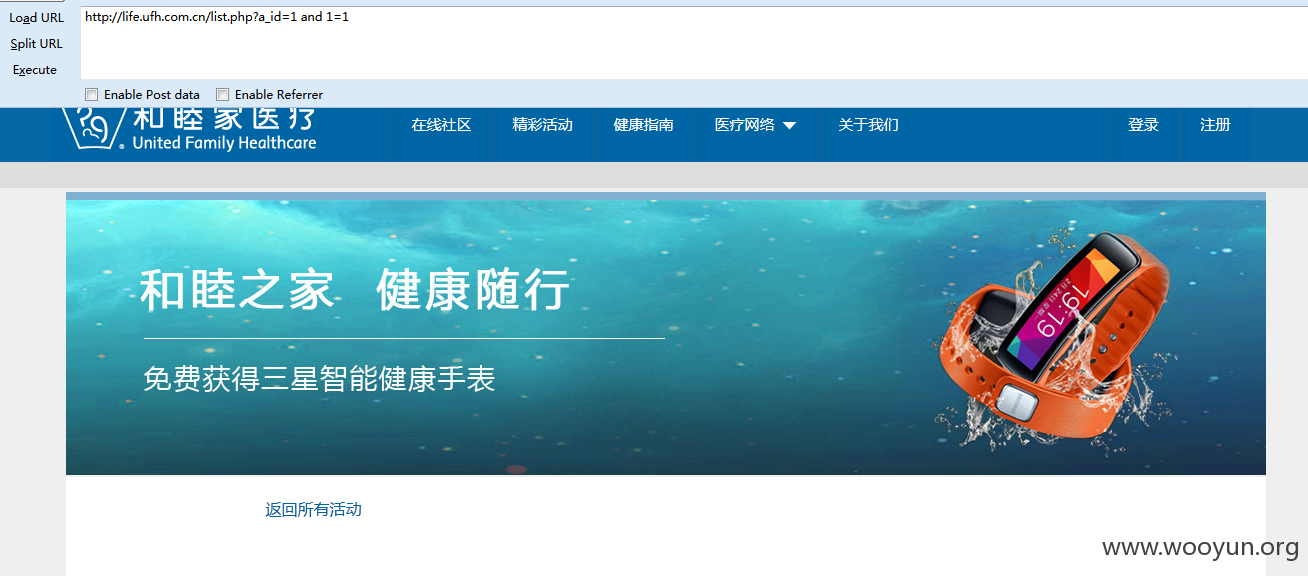 Load URL
http://life.ufh.com.cn/list.php?a_id=1 and 1=1
Split URL
Execute
Enable Post data Enable Referrer
和睦家医疗
United Family Healthcare
在线社区 精彩活动 健康指南 医疗网络 关于我们 登录 注册
和睦之家 健康随行
免费获得三星智能健康手表
19:19
返回所有活动
www.wooyun.org